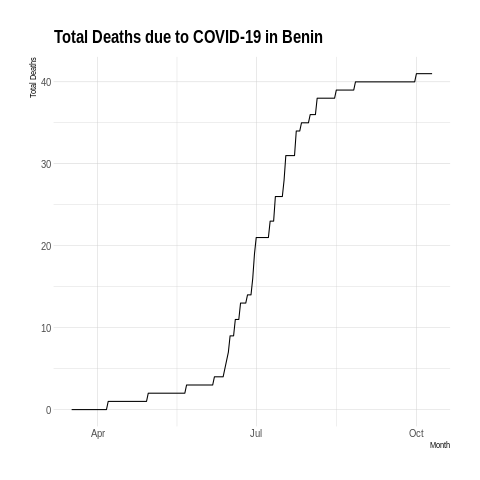 Total Deaths due to COVID-19 in Benin
Total Deaths
40
30
20
10
0
Apr
Jul
Oct
Month